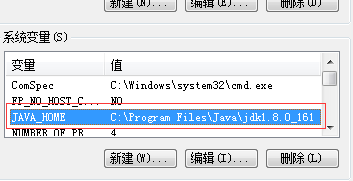 新建(N)... 编辑(E)... 删除(D)
系统变量(S)
变量 值
ComSpec C:\Windows\system32\cmd.exe
FP_NO_HOST_C... NO
JAVA_HOME C:\Program Files\Java\jdk1.8.0_161
NUMBER_OF_PR... 4
新建(W)... 编辑(I)... 删除(L)